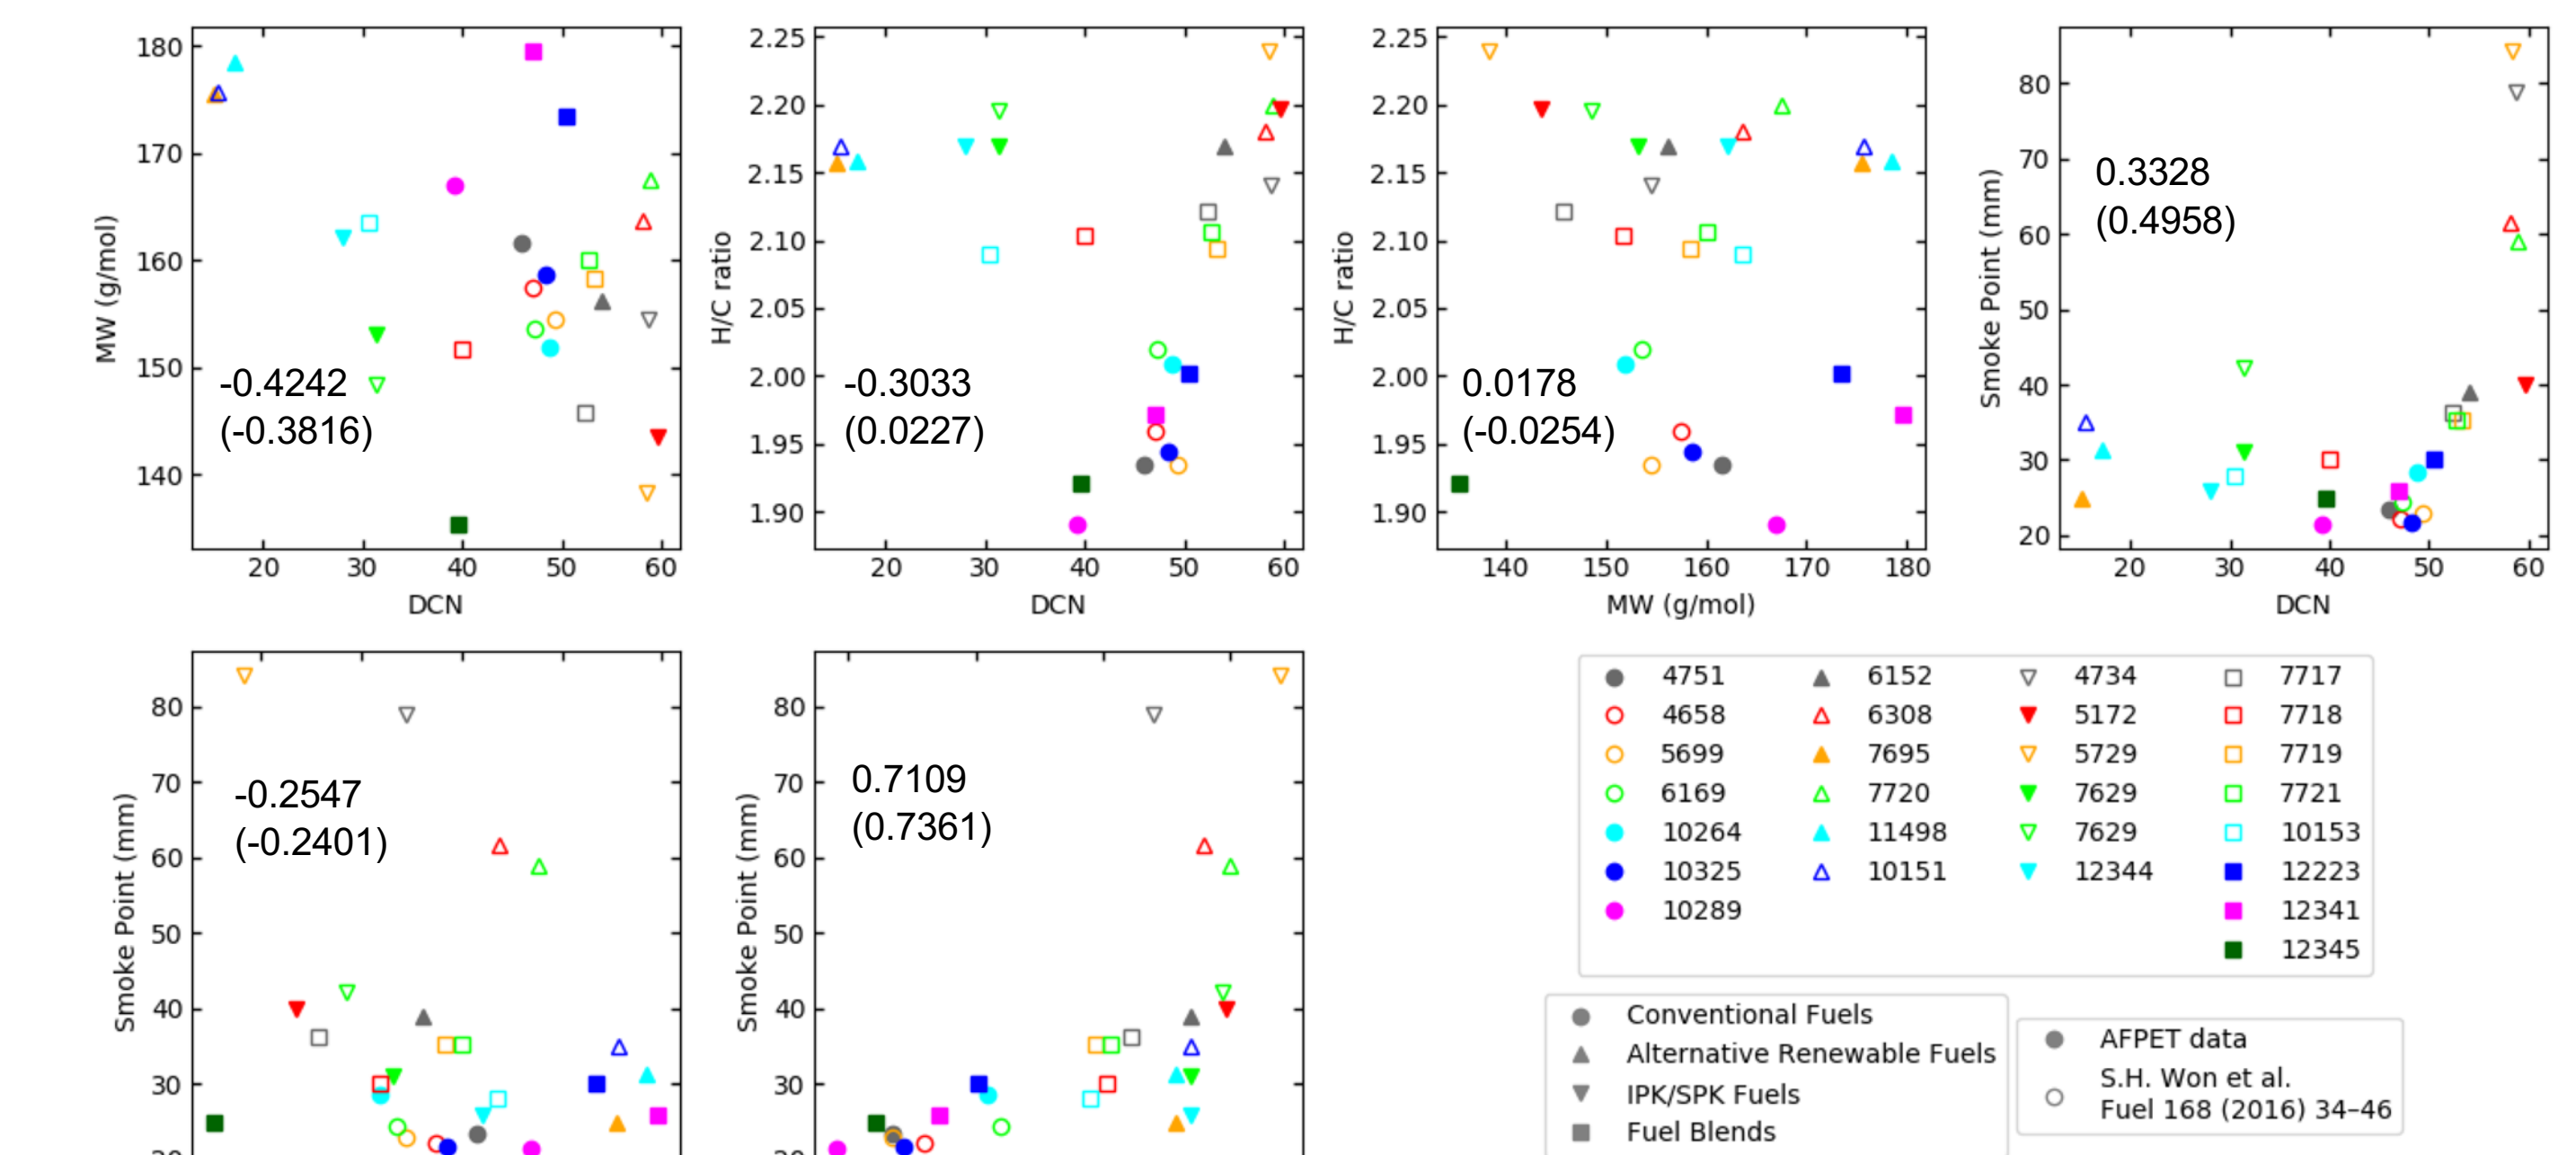 180
170
160
150
140
MW (g/mol)
-0.4242
(-0.3816)
20 30 40 50 60
DCN
2.25
2.20
2.15
2.10
2.05
2.00
1.95
1.90
H/C ratio
-0.3033
(0.0227)
20 30 40 50 60
DCN
2.25
2.20
2.15
2.10
2.05
2.00
1.95
1.90
H/C ratio
0.0178
(-0.0254)
140 150 160 170 180
MW (g/mol)
80
70
60
50
40
30
20
Smoke Point (mm)
0.3328
(0.4958)
20 30 40 50 60
DCN
80
70
60
50
40
30
Smoke Point (mm)
-0.2547
(-0.2401)
80
70
60
50
40
30
Smoke Point (mm)
0.7109
(0.7361)
4751 6152 4734 7717
4658 6308 5172 7718
5699 7695 5729 7719
6169 7720 7629 7721
10264 11498 7629 10153
10325 10151 12344 12223
10289 12341
12345
Conventional Fuels
Alternative Renewable Fuels
IPK/SPK Fuels
Fuel Blends
AFPET data
S.H. Won et al.
Fuel 168 (2016) 34–46